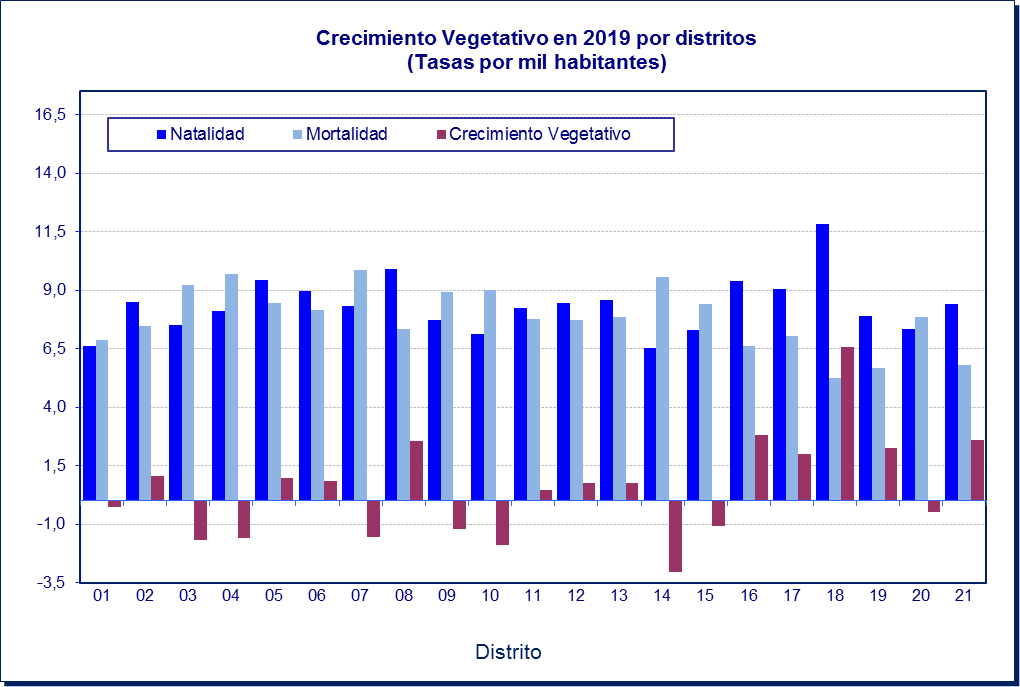 Crecimiento Vegetativo en 2019 por distritos
(Tasas por mil habitantes)
16,5
Natalidad Mortalidad Crecimiento Vegetativo
14,0
11,5
9,0
6,5
4,0
1,5
-1,0
-3,5
01 02 03 04 05 06 07 08 09 10 11 12 13 14 15 16 17 18 19 20 21
Distrito